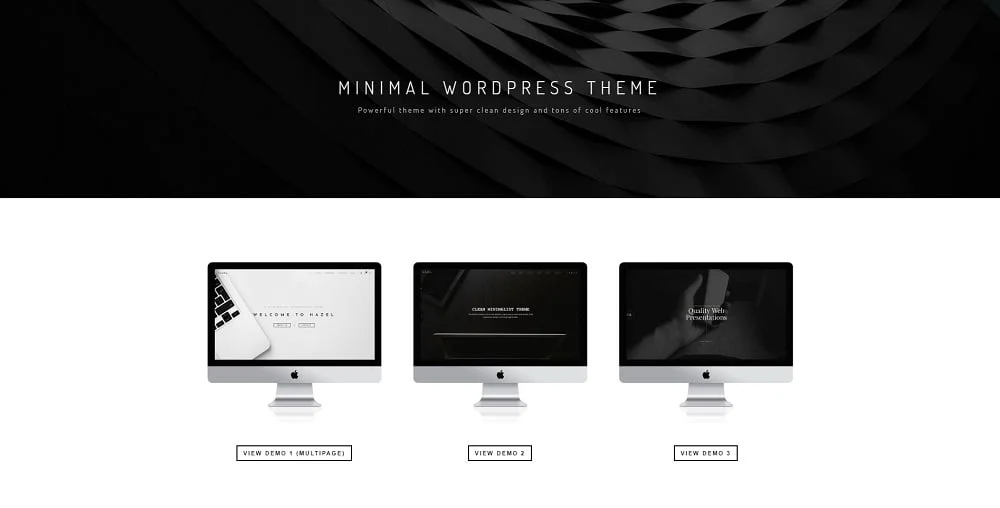 MINIMAL WORDPRESS THEME
Powerful theme with super clean design and tons of cool features
WELCOME TO HAZEL
CLEAN MINIMALIST THEME
Quality Web
Presentations
VIEW DEMO 1 (MULTIPAGE)
VIEW DEMO 2
VIEW DEMO 3